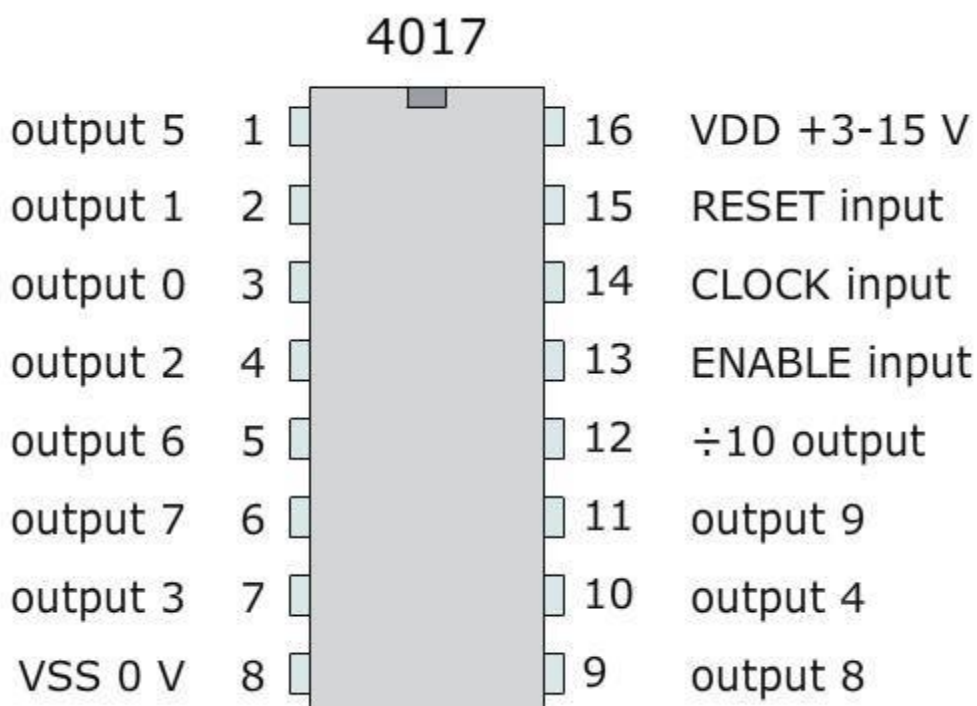 4017
output 5 1 16 VDD +3-15 V
output 1 2 15 RESET input
output 0 3 14 CLOCK input
output 2 4 13 ENABLE input
output 6 5 12 ÷10 output
output 7 6 11 output 9
output 3 7 10 output 4
VSS 0 V 8 9 output 8